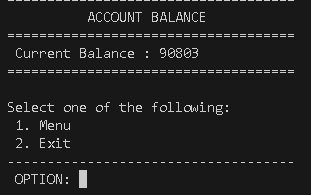 ====================================
ACCOUNT BALANCE
====================================
Current Balance : 90803
====================================
Select one of the following:
1. Menu
2. Exit
------------------------------------
OPTION: